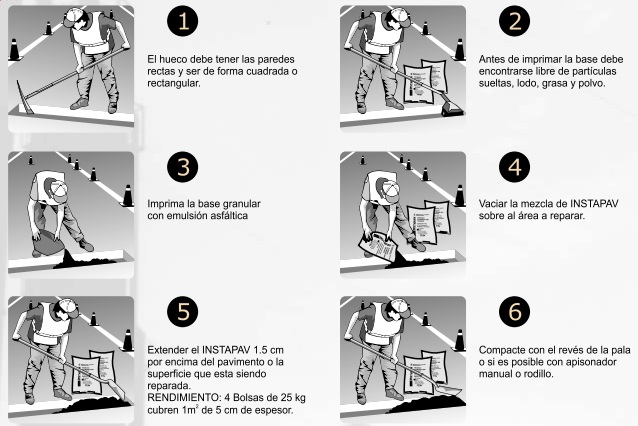 1
El hueco debe tener las paredes
rectas y ser de forma cuadrada o
rectangular.
2
Antes de imprimar la base debe
encontrarse libre de partículas
sueltas, lodo, grasa y polvo.
3
Imprima la base granular
con emulsión asfáltica
4
Vaciar la mezcla de INSTAPAV
sobre al área a reparar.
5
Extender el INSTAPAV 1.5 cm
por encima del pavimento o la
superficie que esta siendo
reparada.
RENDIMIENTO: 4 Bolsas de 25 kg
cubren 1m² de 5 cm de espesor.
6
Compacte con el revés de la pala
o si es posible con apisonador
manual o rodillo.